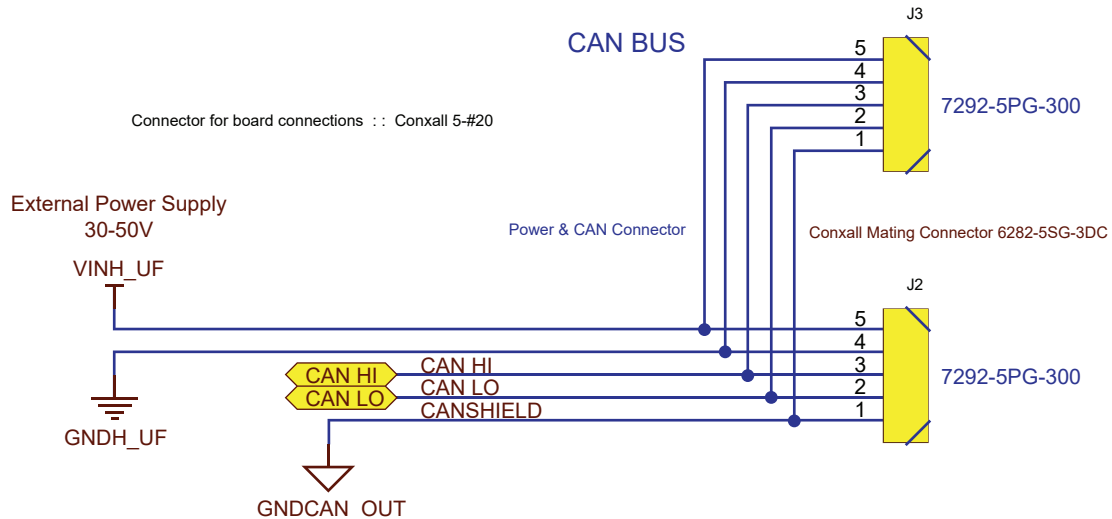 J3
CAN BUS
5
4
3
2
1
7292-5PG-300
Connector for board connections : : Conxall 5-#20
External Power Supply
30-50V
VINH_UF
Power & CAN Connector
Conxall Mating Connector 6282-5SG-3DC
J2
5
4
3
2
1
7292-5PG-300
CAN HI
CAN HI
CAN LO
CAN LO
CANSHIELD
GNDH_UF
GNDCAN_OUT